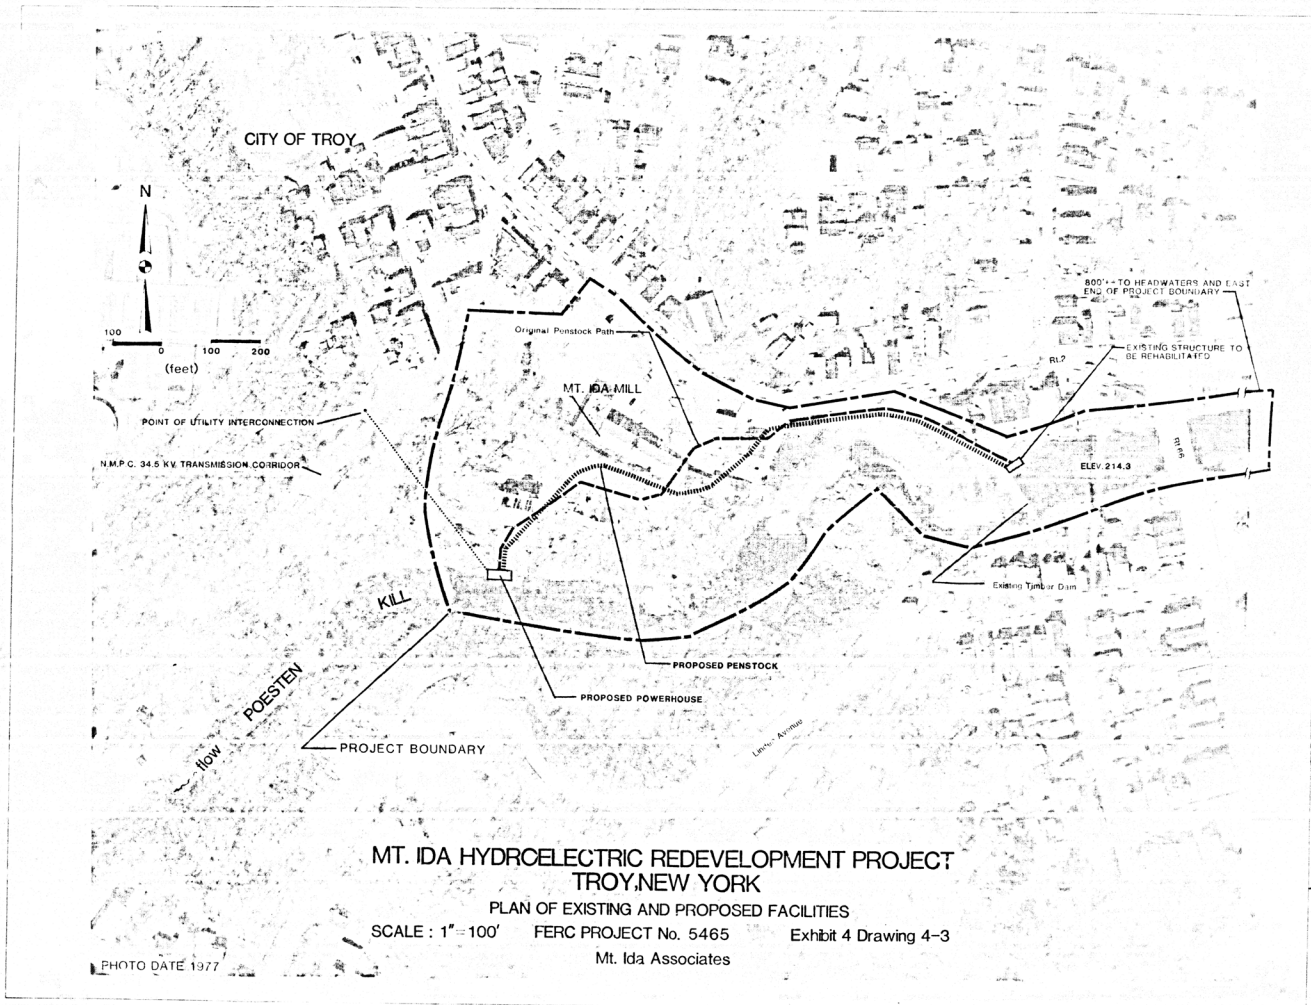 CITY OF TROY
N
100
0
100
200
(feet)
800'+- TO HEADWATERS AND EAST
END OF PROJECT BOUNDARY
Original Penstock Path
EXISTING STRUCTURE TO
BE REHABILITATED
MT. IDA MILL
POINT OF UTILITY INTERCONNECTION
N.M.P.C. 34.5 KV. TRANSMISSION CORRIDOR
ELEV. 214.3
Existing Timber Dam
KILL
POESTEN
flow
PROPOSED PENSTOCK
PROPOSED POWERHOUSE
PROJECT BOUNDARY
Linden Avenue
MT. IDA HYDROELECTRIC REDEVELOPMENT PROJECT
TROY, NEW YORK
PLAN OF EXISTING AND PROPOSED FACILITIES
SCALE : 1"=100' FERC PROJECT No. 5465 Exhibit 4 Drawing 4-3
Mt. Ida Associates
PHOTO DATE 1977